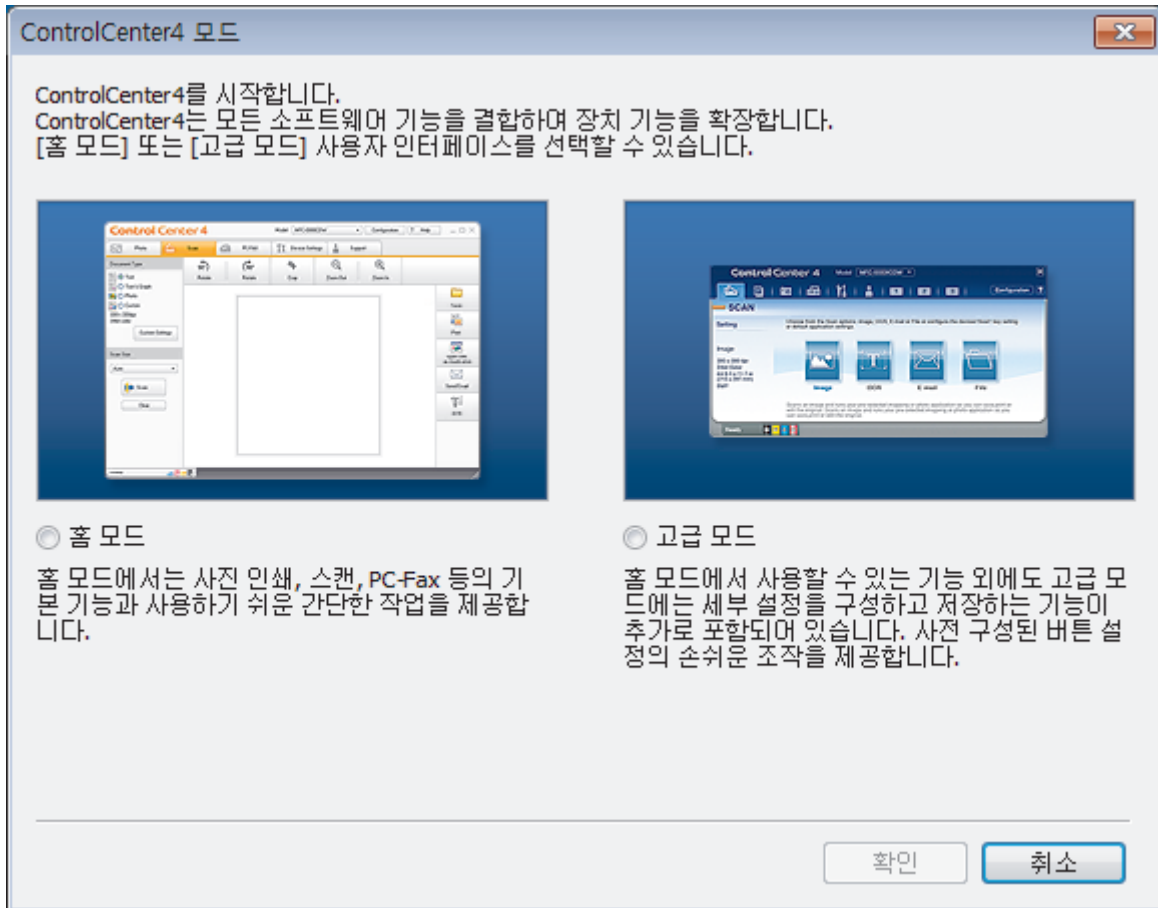 ControlCenter4 모드
ControlCenter4를 시작합니다.
ControlCenter4는 모든 소프트웨어 기능을 결합하며 장치 기능을 확장합니다.
[홈 모드] 또는 [고급 모드] 사용자 인터페이스를 선택할 수 있습니다.
Control Center 4
Photo
Scan
Device Settings
Support
Control Center 4
SCAN
Setting
Image
Image
OCR
E-mail
File
홈 모드
홈 모드에서는 사진 인쇄, 스캔, PC-Fax 등의 기
본 기능과 사용하기 쉬운 간단한 작업을 제공합
니다.
고급 모드
홈 모드에서 사용할 수 있는 기능 외에도 고급 모
드에는 세부 설정을 구성하고 저장하는 기능이
추가로 포함되어 있습니다. 사전 구성된 버튼 설
정의 손쉬운 조작을 제공합니다.
확인
취소